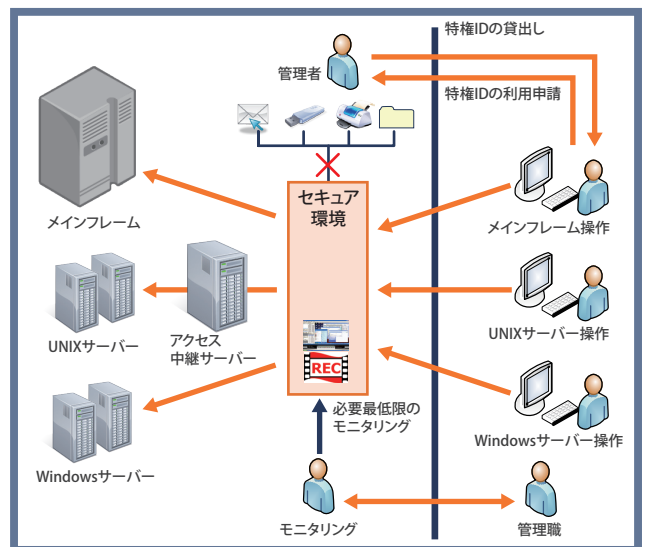 特権IDの貸出し
管理者
特権IDの利用申請
セキュア
環境
メインフレーム
メインフレーム操作
UNIXサーバー
アクセス
中継サーバー
UNIXサーバー操作
REC
必要最低限の
モニタリング
Windowsサーバー
Windowsサーバー操作
モニタリング
管理職